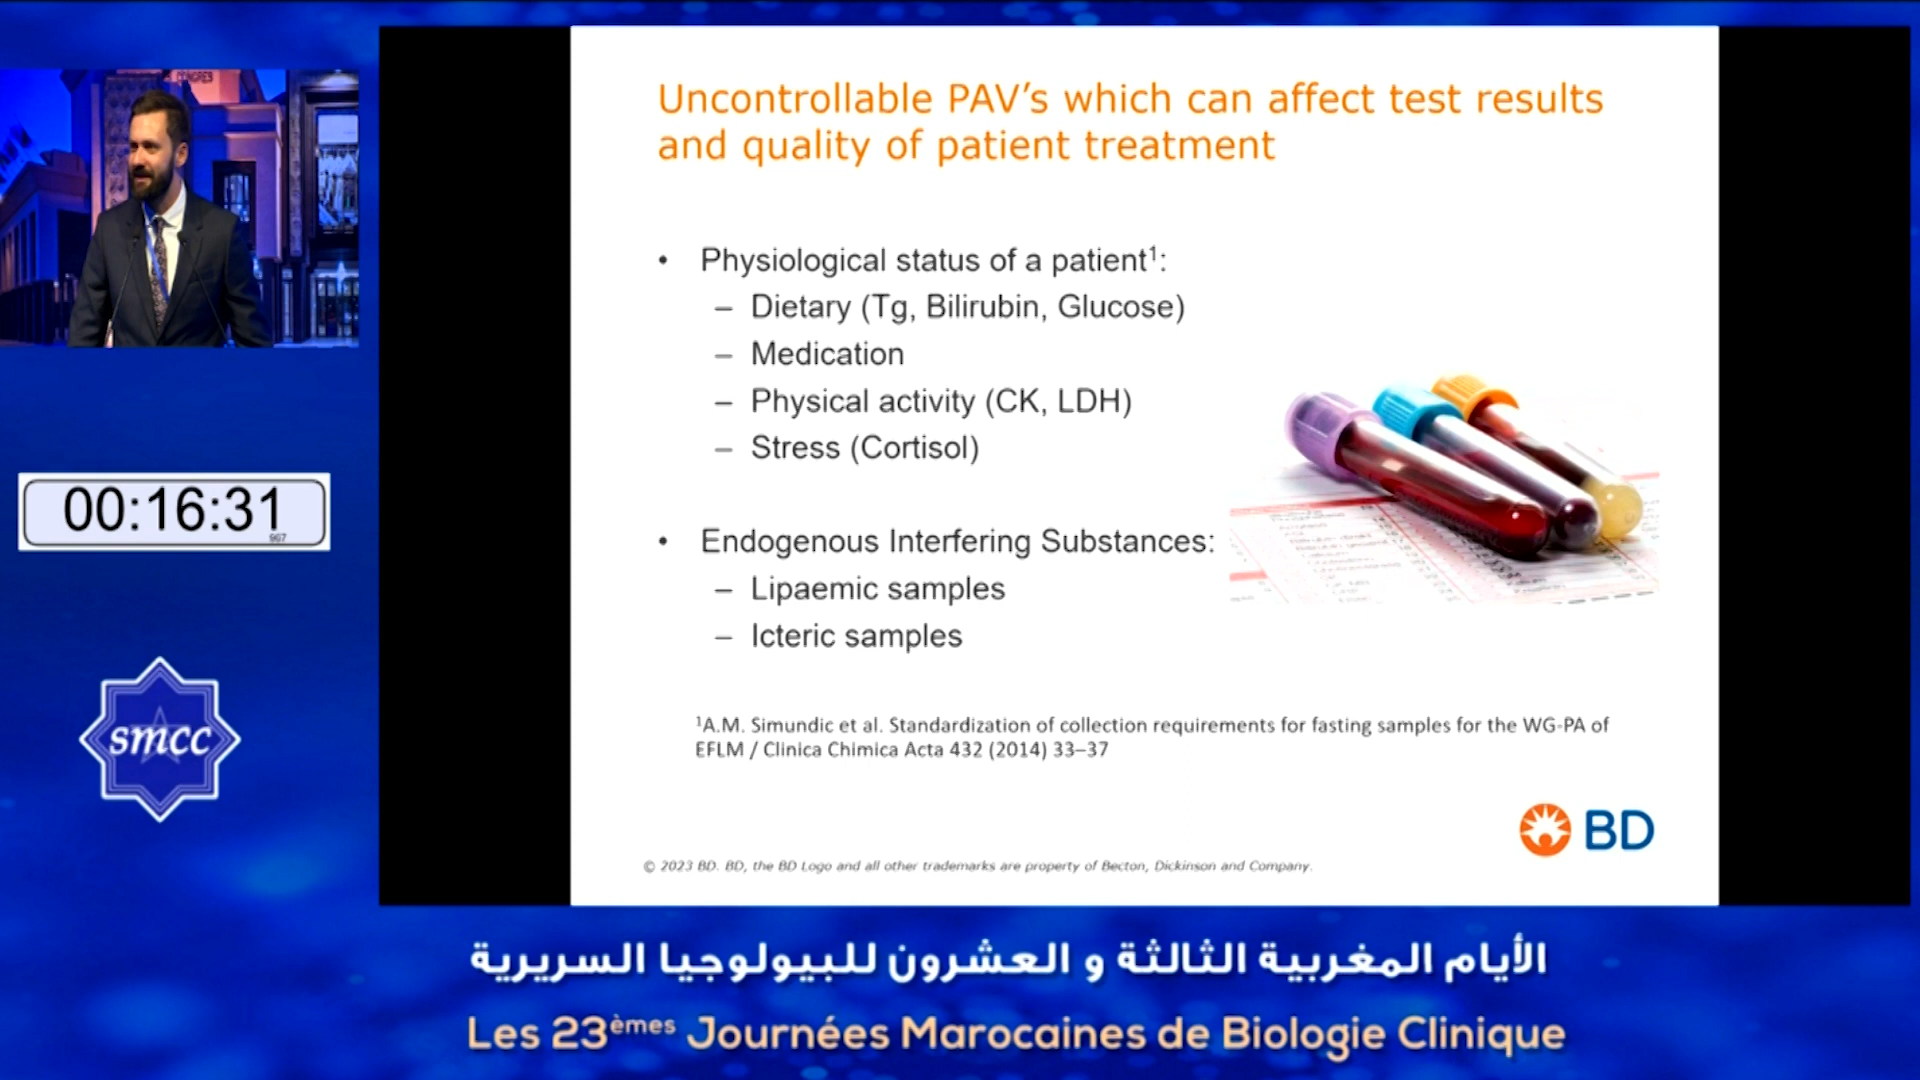 CONGRES
Uncontrollable PAV’s which can affect test results
and quality of patient treatment
• Physiological status of a patient¹:
– Dietary (Tg, Bilirubin, Glucose)
– Medication
– Physical activity (CK, LDH)
– Stress (Cortisol)
• Endogenous Interfering Substances:
– Lipaemic samples
– Icteric samples
¹A.M. Simundic et al. Standardization of collection requirements for fasting samples for the WG-PA of
EFLM / Clinica Chimica Acta 432 (2014) 33–37
BD
© 2023 BD. BD, the BD Logo and all other trademarks are property of Becton, Dickinson and Company.
00:16:31
967
smcc
الأيام المغربية الثالثة و العشرون للبيولوجيا السريرية
Les 23èmes Journées Marocaines de Biologie Clinique